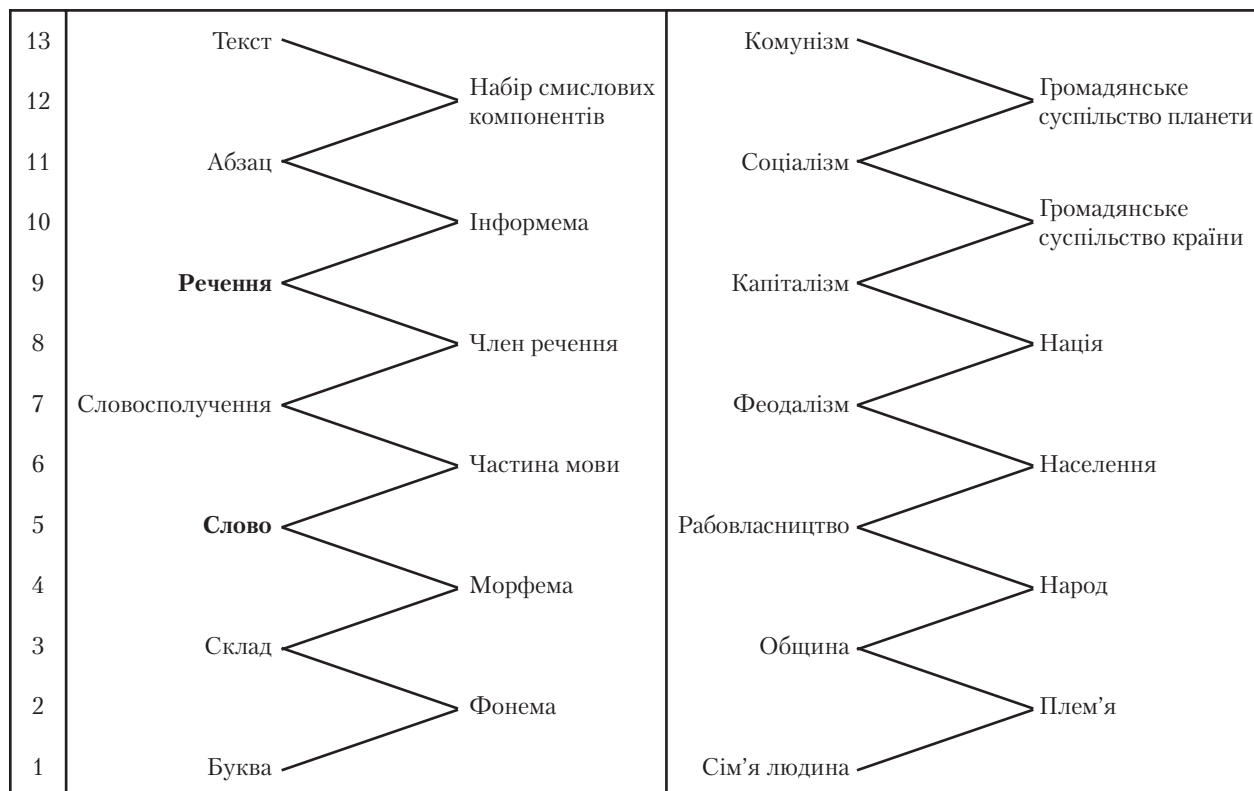 13 Текст Комунізм
12 Набір смислових компонентів Громадянське суспільство планети
11 Абзац Соціалізм
10 Інформема Громадянське суспільство країни
9 Речення Капіталізм
8 Член речення Нація
7 Словосполучення Феодалізм
6 Частина мови Населення
5 Слово Рабовласництво
4 Морфема Народ
3 Склад Община
2 Фонема Плем’я
1 Буква Сім’я людина